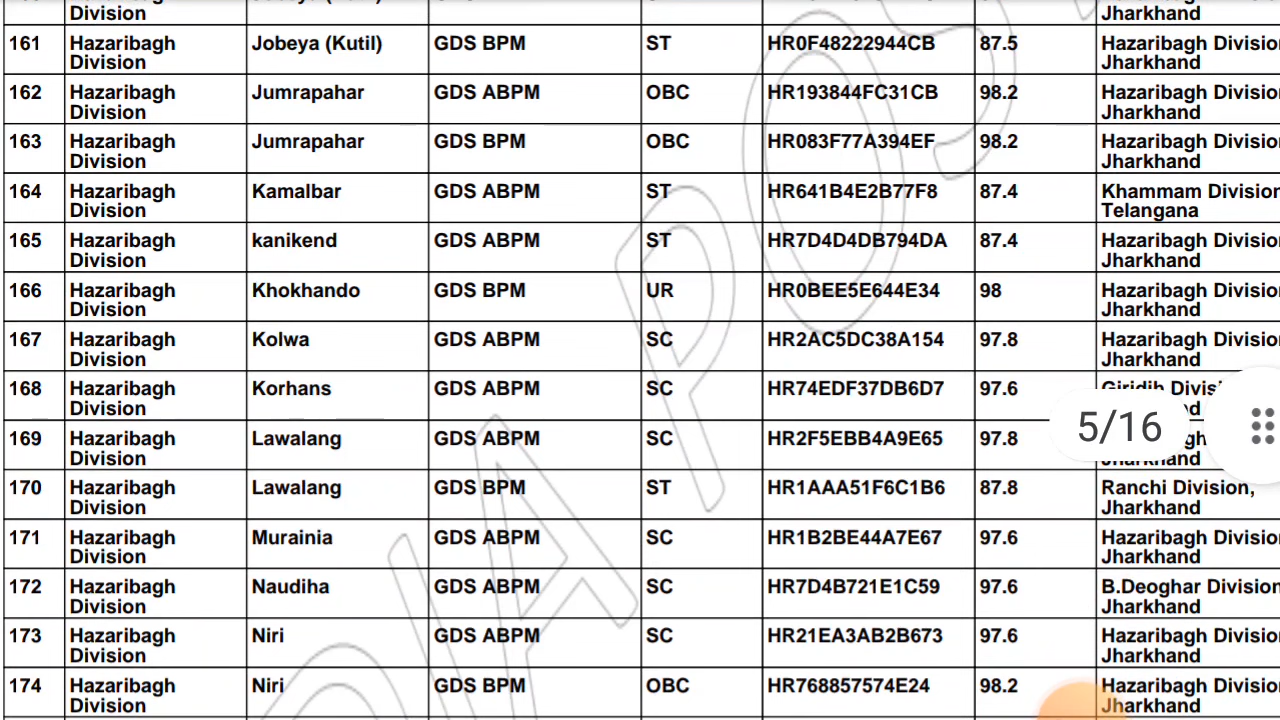 Division Jharkhand
161 Hazaribagh Jobeya (Kutil) GDS BPM ST HR0F48222944CB 87.5 Hazaribagh Division
Division Jharkhand
162 Hazaribagh Jumrapahar GDS ABPM OBC HR193844FC31CB 98.2 Hazaribagh Division
Division Jharkhand
163 Hazaribagh Jumrapahar GDS BPM OBC HR083F77A394EF 98.2 Hazaribagh Division
Division Jharkhand
164 Hazaribagh Kamalbar GDS ABPM ST HR641B4E2B77F8 87.4 Khammam Division
Division Telangana
165 Hazaribagh kanikend GDS ABPM ST HR7D4D4DB794DA 87.4 Hazaribagh Division
Division Jharkhand
166 Hazaribagh Khokhando GDS BPM UR HR0BEE5E644E34 98 Hazaribagh Division
Division Jharkhand
167 Hazaribagh Kolwa GDS ABPM SC HR2AC5DC38A154 97.8 Hazaribagh Division
Division Jharkhand
168 Hazaribagh Korhans GDS ABPM SC HR74EDF37DB6D7 97.6 Giridih
Division
5/16
169 Hazaribagh Lawalang GDS ABPM SC HR2F5EBB4A9E65 97.8
Division Jharkhand
170 Hazaribagh Lawalang GDS BPM ST HR1AAA51F6C1B6 87.8 Ranchi Division,
Division Jharkhand
171 Hazaribagh Murainia GDS ABPM SC HR1B2BE44A7E67 97.6 Hazaribagh Division
Division Jharkhand
172 Hazaribagh Naudiha GDS ABPM SC HR7D4B721E1C59 97.6 B.Deoghar Division
Division Jharkhand
173 Hazaribagh Niri GDS ABPM SC HR21EA3AB2B673 97.6 Hazaribagh Division
Division Jharkhand
174 Hazaribagh Niri GDS BPM OBC HR768857574E24 98.2 Hazaribagh Division
Division Jharkhand